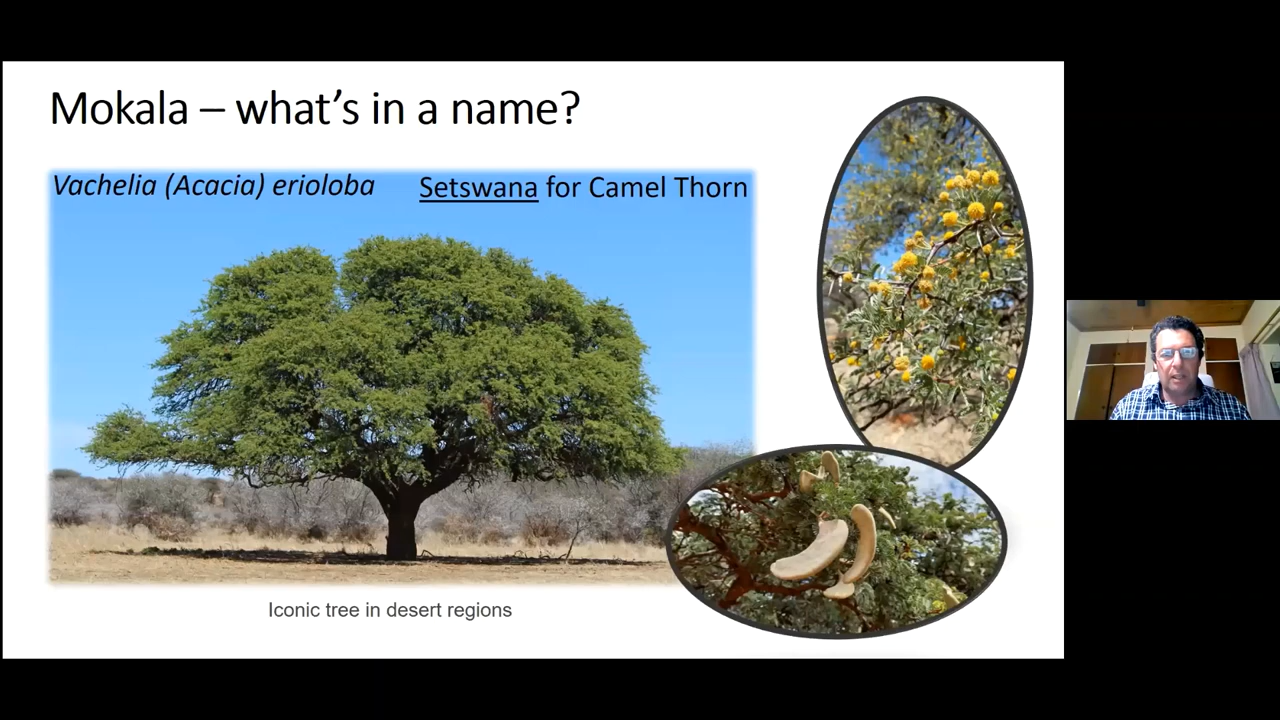 Mokala – what's in a name?
Vachelia (Acacia) erioloba
Setswana for Camel Thorn
Iconic tree in desert regions